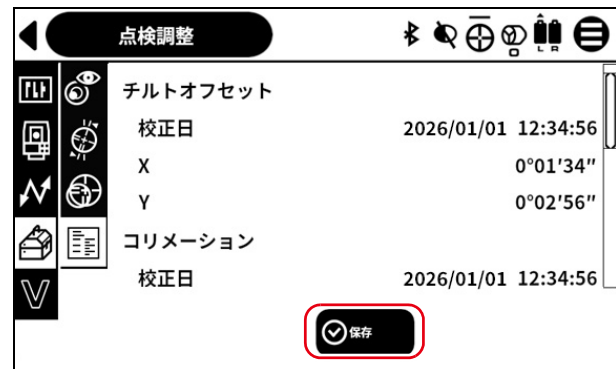 点検調整
L R
チルトオフセット
校正日 2026/01/01 12:34:56
X 0°01'34"
Y 0°02'56"
コリメーション
校正日 2026/01/01 12:34:56
保存